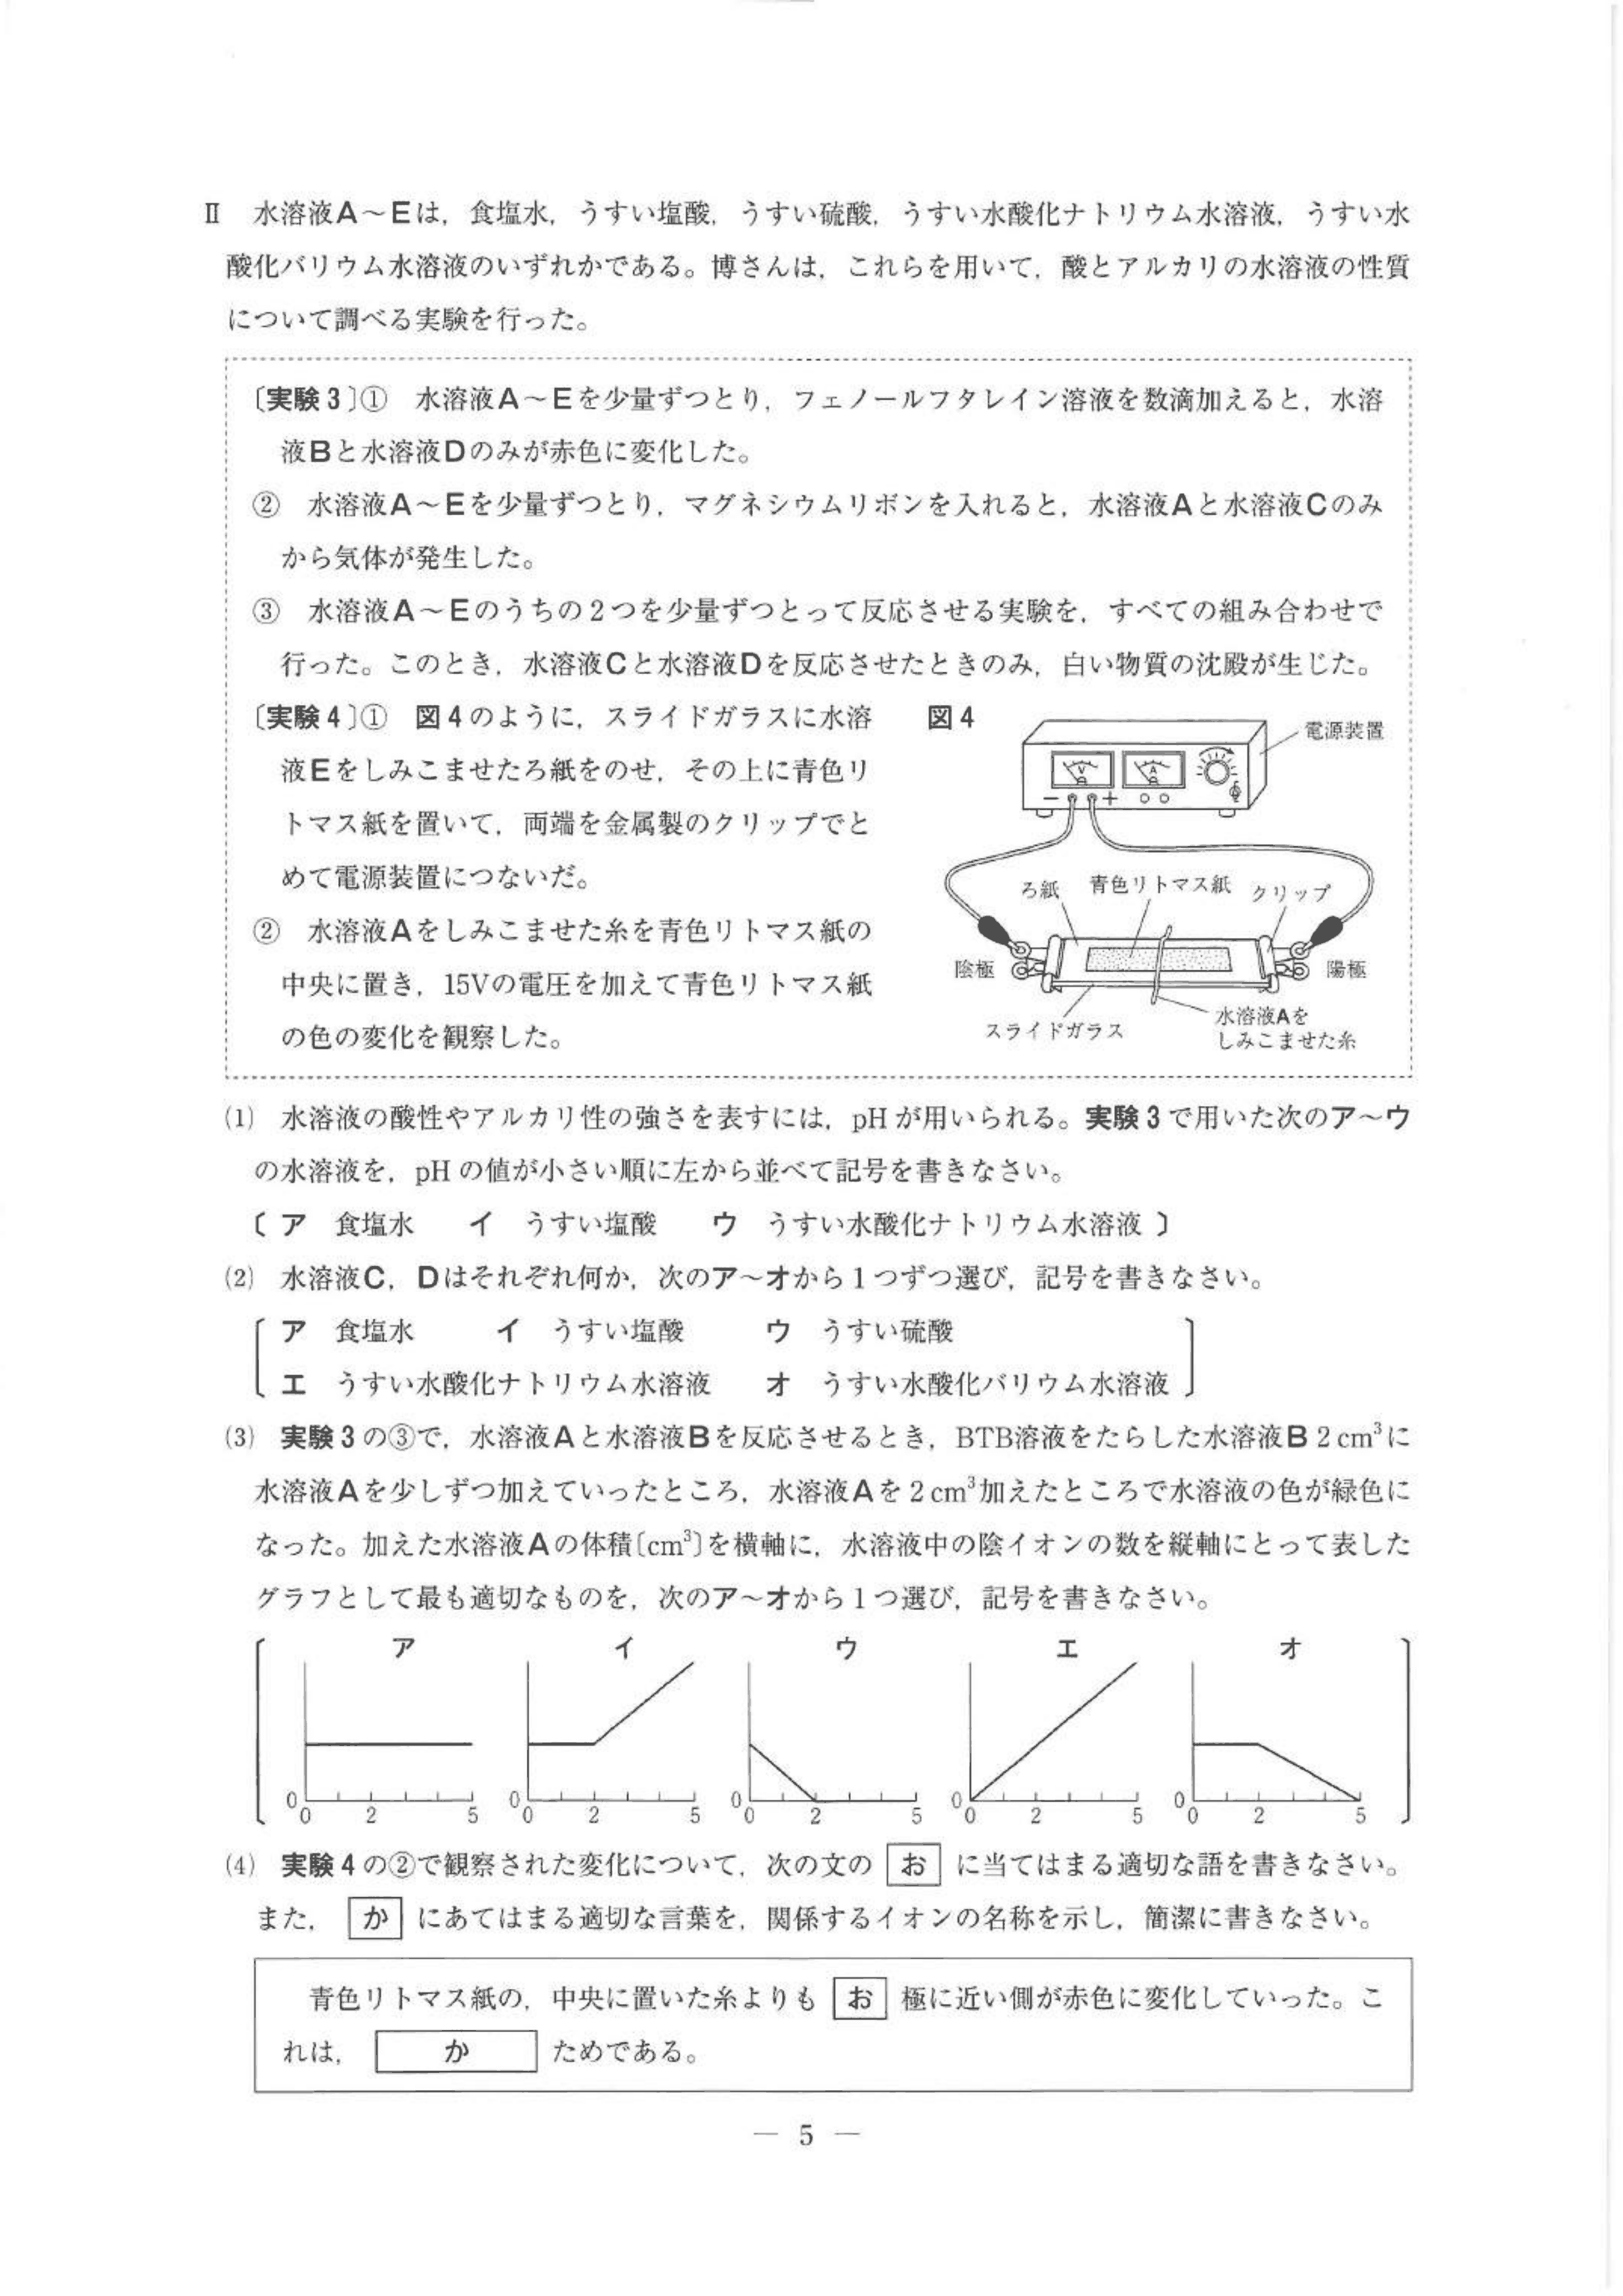 Ⅱ　水溶液A～Eは，食塩水，うすい塩酸，うすい硫酸，うすい水酸化ナトリウム水溶液，うすい水
酸化バリウム水溶液のいずれかである。博さんは，これらを用いて，酸とアルカリの水溶液の性質
について調べる実験を行った。
〔実験3〕①　水溶液A～Eを少量ずつとり，フェノールフタレイン溶液を数滴加えると，水溶
液Bと水溶液Dのみが赤色に変化した。
②　水溶液A～Eを少量ずつとり，マグネシウムリボンを入れると，水溶液Aと水溶液Cのみ
から気体が発生した。
③　水溶液A～Eのうちの2つを少量ずつとって反応させる実験を，すべての組み合わせで
行った。このとき，水溶液Cと水溶液Dを反応させたときのみ，白い物質の沈殿が生じた。
〔実験4〕①　図4のように，スライドガラスに水溶
液Eをしみこませたろ紙をのせ，その上に青色リ
トマス紙を置いて，両端を金属製のクリップでと
めて電源装置につないだ。
②　水溶液Aをしみこませた糸を青色リトマス紙の
中央に置き，15Vの電圧を加えて青色リトマス紙
の色の変化を観察した。
図4
電源装置
V
A
－　＋
ろ紙　青色リトマス紙　クリップ
陰極　陽極
スライドガラス
水溶液Aを
しみこませた糸
(1)　水溶液の酸性やアルカリ性の強さを表すには，pHが用いられる。実験3で用いた次のア～ウ
の水溶液を，pHの値が小さい順に左から並べて記号を書きなさい。
〔 ア　食塩水　　イ　うすい塩酸　　ウ　うすい水酸化ナトリウム水溶液 〕
(2)　水溶液C，Dはそれぞれ何か，次のア～オから1つずつ選び，記号を書きなさい。
ア　食塩水　　イ　うすい塩酸　　ウ　うすい硫酸
エ　うすい水酸化ナトリウム水溶液　　オ　うすい水酸化バリウム水溶液
(3)　実験3の③で，水溶液Aと水溶液Bを反応させるとき，BTB溶液をたらした水溶液B 2 cm³に
水溶液Aを少しずつ加えていったところ，水溶液Aを2 cm³加えたところで水溶液の色が緑色に
なった。加えた水溶液Aの体積〔cm³〕を横軸に，水溶液中の陰イオンの数を縦軸にとって表した
グラフとして最も適切なものを，次のア～オから1つ選び，記号を書きなさい。
ア　イ　ウ　エ　オ
0　0　0　0　0
0　2　5　0　2　5　0　2　5　0　2　5　0　2　5
(4)　実験4の②で観察された変化について，次の文の お に当てはまる適切な語を書きなさい。
また， か にあてはまる適切な言葉を，関係するイオンの名称を示し，簡潔に書きなさい。
青色リトマス紙の，中央に置いた糸よりも お 極に近い側が赤色に変化していった。こ
れは， か ためである。
― 5 ―